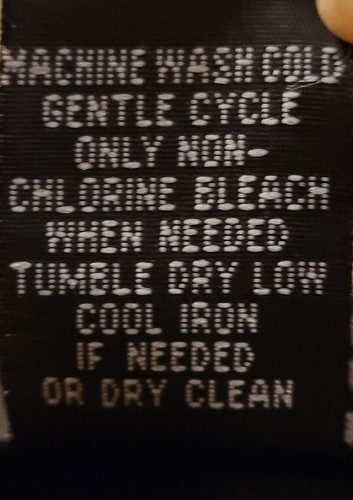 MACHINE WASH COLD
GENTLE CYCLE
ONLY NON-
CHLORINE BLEACH
WHEN NEEDED
TUMBLE DRY LOW
COOL IRON
IF NEEDED
OR DRY CLEAN